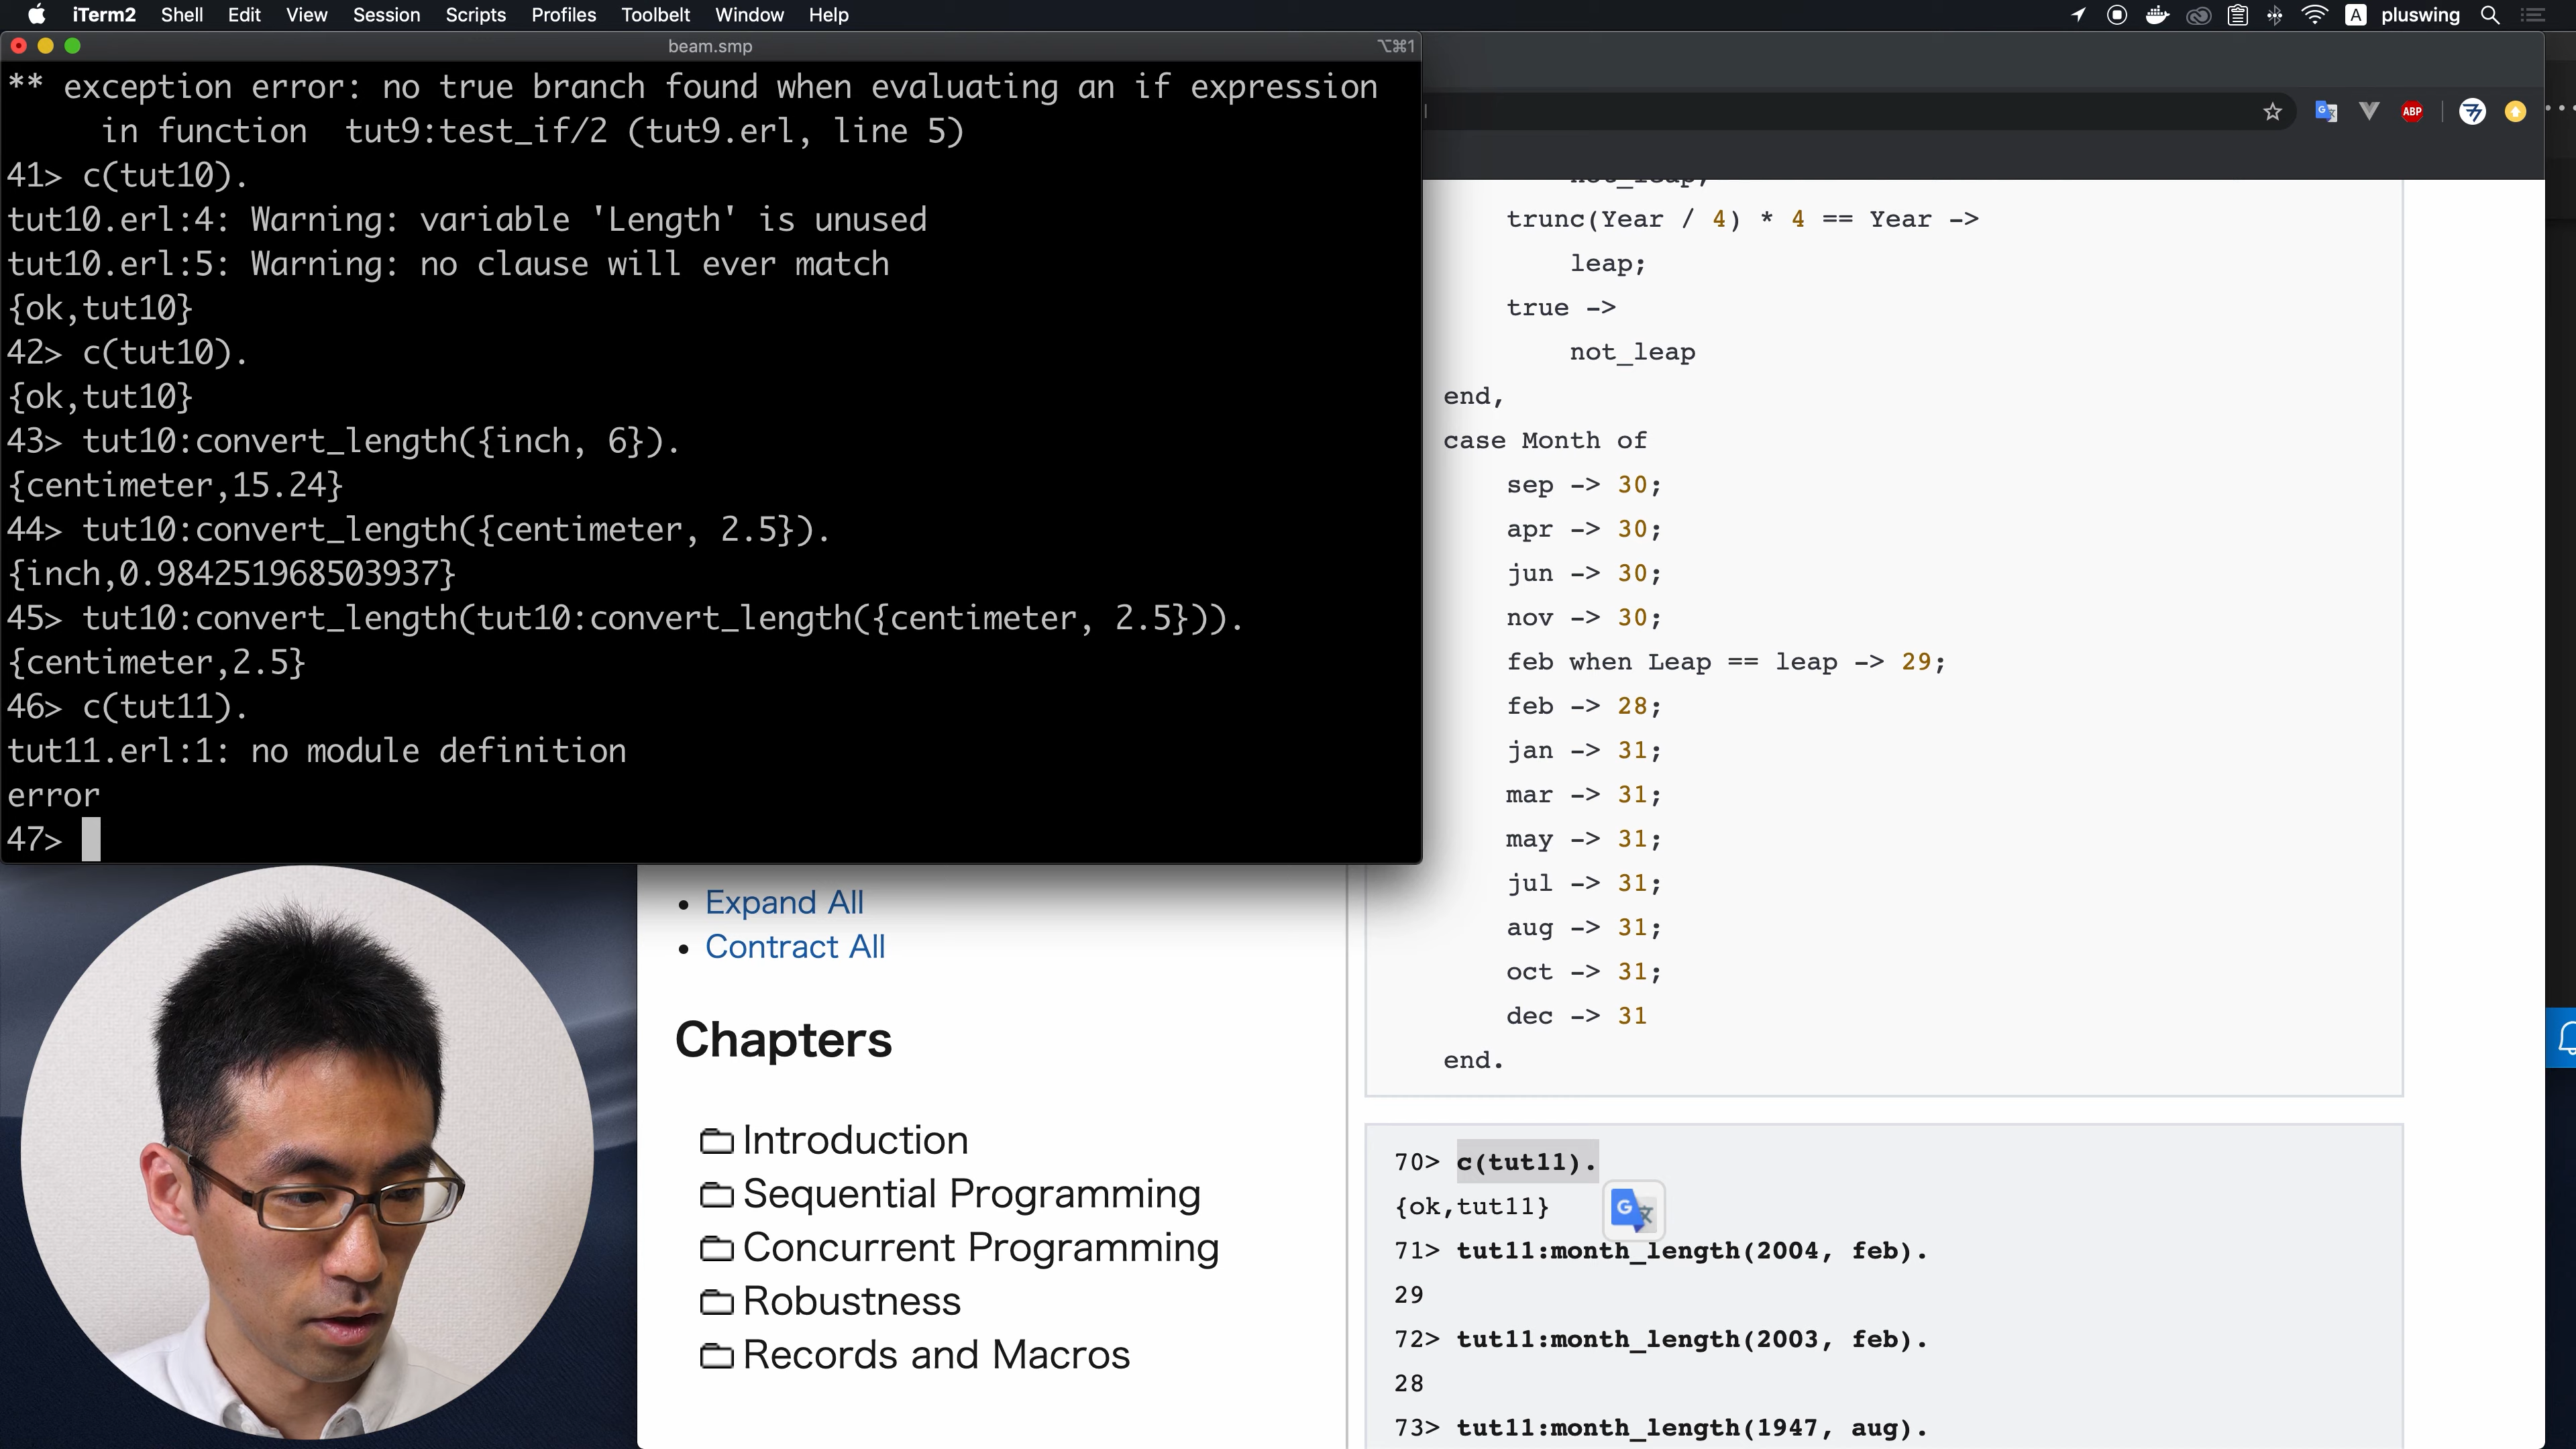 iTerm2 Shell Edit View Session Scripts Profiles Toolbelt Window Help
A pluswing
beam.smp
⌥⌘1
** exception error: no true branch found when evaluating an if expression
in function  tut9:test_if/2 (tut9.erl, line 5)
41> c(tut10).
tut10.erl:4: Warning: variable 'Length' is unused
tut10.erl:5: Warning: no clause will ever match
{ok,tut10}
42> c(tut10).
{ok,tut10}
43> tut10:convert_length({inch, 6}).
{centimeter,15.24}
44> tut10:convert_length({centimeter, 2.5}).
{inch,0.984251968503937}
45> tut10:convert_length(tut10:convert_length({centimeter, 2.5})).
{centimeter,2.5}
46> c(tut11).
tut11.erl:1: no module definition
error
47>
ABP
not_leap;
trunc(Year / 4) * 4 == Year ->
leap;
true ->
not_leap
end,
case Month of
sep -> 30;
apr -> 30;
jun -> 30;
nov -> 30;
feb when Leap == leap -> 29;
feb -> 28;
jan -> 31;
mar -> 31;
may -> 31;
jul -> 31;
aug -> 31;
oct -> 31;
dec -> 31
end.
70> c(tut11).
{ok,tut11}
71> tut11:month_length(2004, feb).
29
72> tut11:month_length(2003, feb).
28
73> tut11:month_length(1947, aug).
Expand All
Contract All
Chapters
Introduction
Sequential Programming
Concurrent Programming
Robustness
Records and Macros